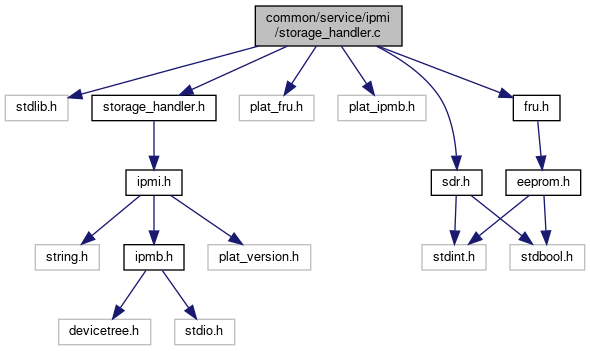 common/service/ipmi
/storage_handler.c
stdlib.h
storage_handler.h
plat_fru.h
plat_ipmb.h
fru.h
ipmi.h
sdr.h
eeprom.h
string.h
ipmb.h
plat_version.h
stdint.h
stdbool.h
devicetree.h
stdio.h